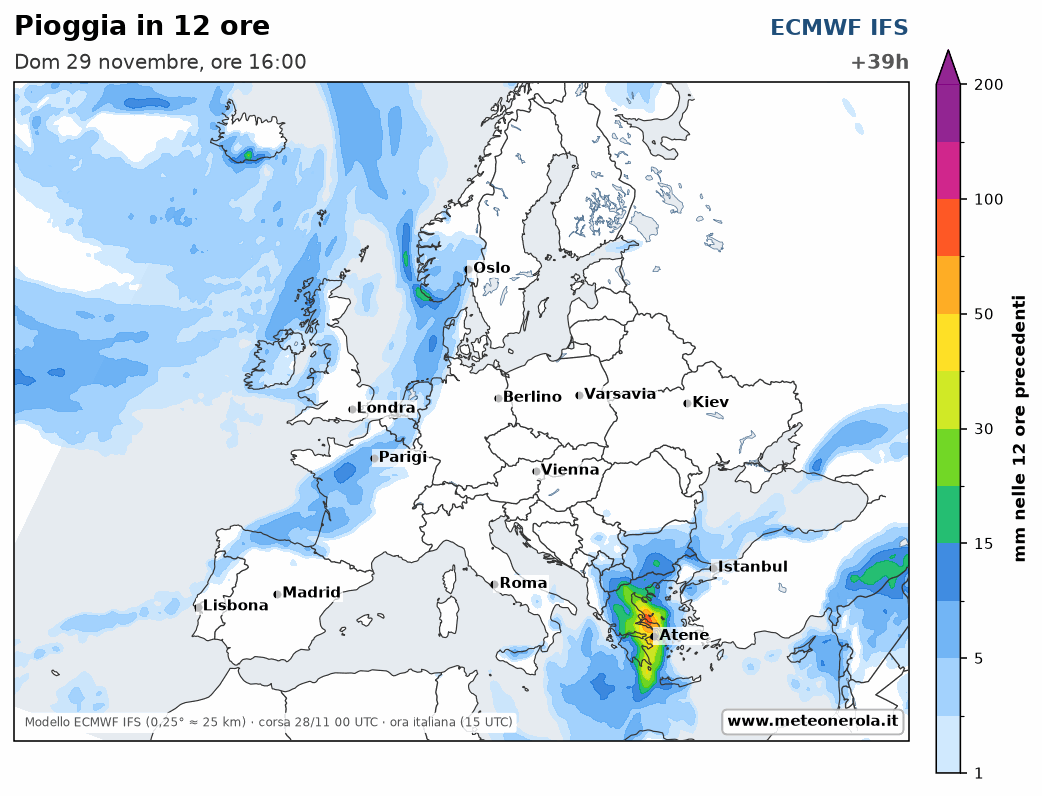 Pioggia in 12 ore
ECMWF IFS
Dom 29 novembre, ore 16:00
+39h
200
100
50
30
15
5
1
mm nelle 12 ore precedenti
Oslo
Berlino
Varsavia
Kiev
Londra
Parigi
Vienna
Istanbul
Roma
Madrid
Lisbona
Atene
Modello ECMWF IFS (0,25° ≈ 25 km) · corsa 28/11 00 UTC · ora italiana (15 UTC)
www.meteonerola.it